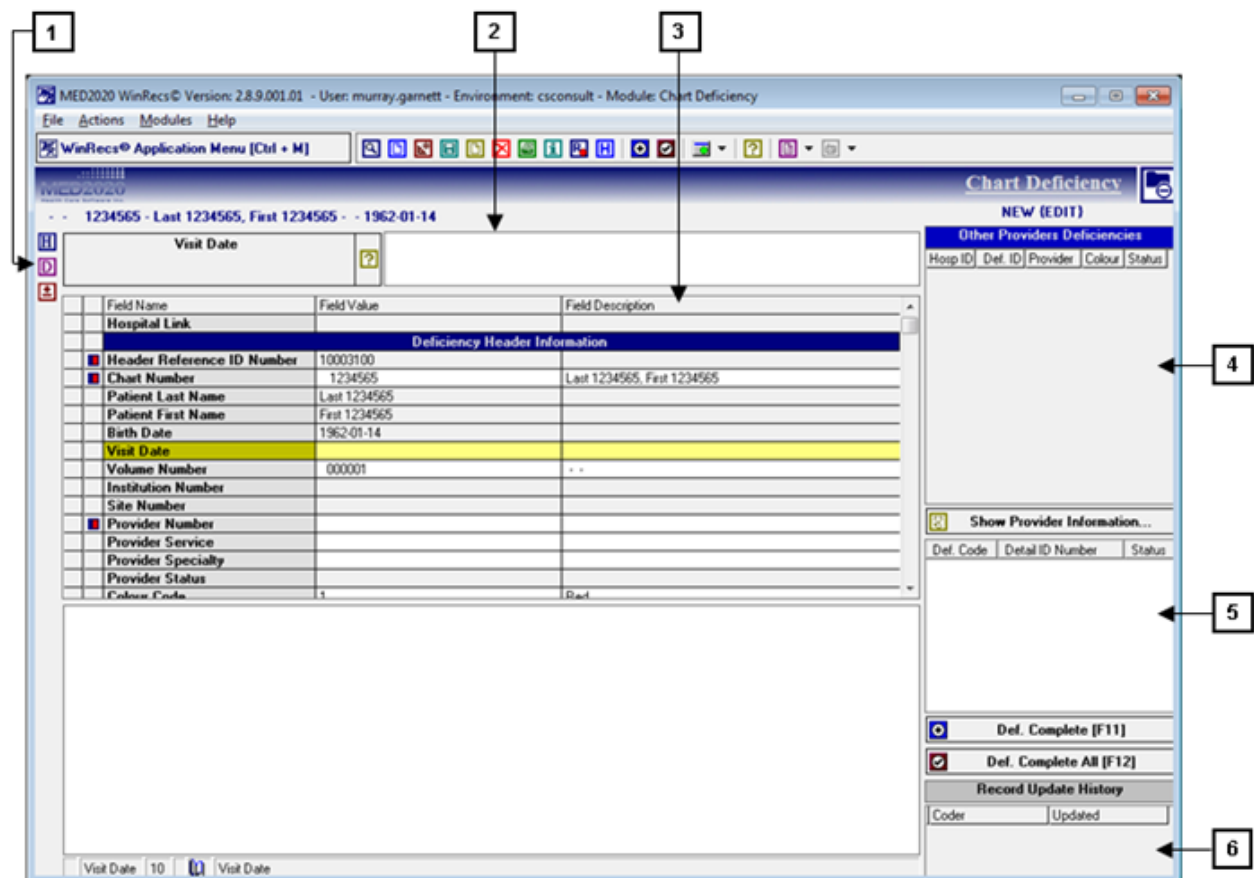 1
2
3
MED2020 WinRecs© Version: 2.8.9.001.01 - User: murray.garnett - Environment: csconsult - Module: Chart Deficiency
File Actions Modules Help
WinRecs© Application Menu [Ctrl + M]
MED2020
Chart Deficiency
- - 1234565 - Last 1234565, First 1234565 - - 1962-01-14
NEW (EDIT)
Visit Date
Other Providers Deficiencies
Hosp ID Def. ID Provider Colour Status
Field Name Field Value Field Description
Hospital Link
Deficiency Header Information
Header Reference ID Number 10003100
Chart Number 1234565 Last 1234565, First 1234565
Patient Last Name Last 1234565
Patient First Name First 1234565
Birth Date 1962-01-14
Visit Date
Volume Number 000001 - -
Institution Number
Site Number
Provider Number
Provider Service
Provider Specialty
Provider Status
Colour Code 1 Red
4
Show Provider Information...
Def. Code Detail ID Number Status
5
Def. Complete [F11]
Def. Complete All [F12]
Record Update History
Coder Updated
6
Visit Date 10 Visit Date